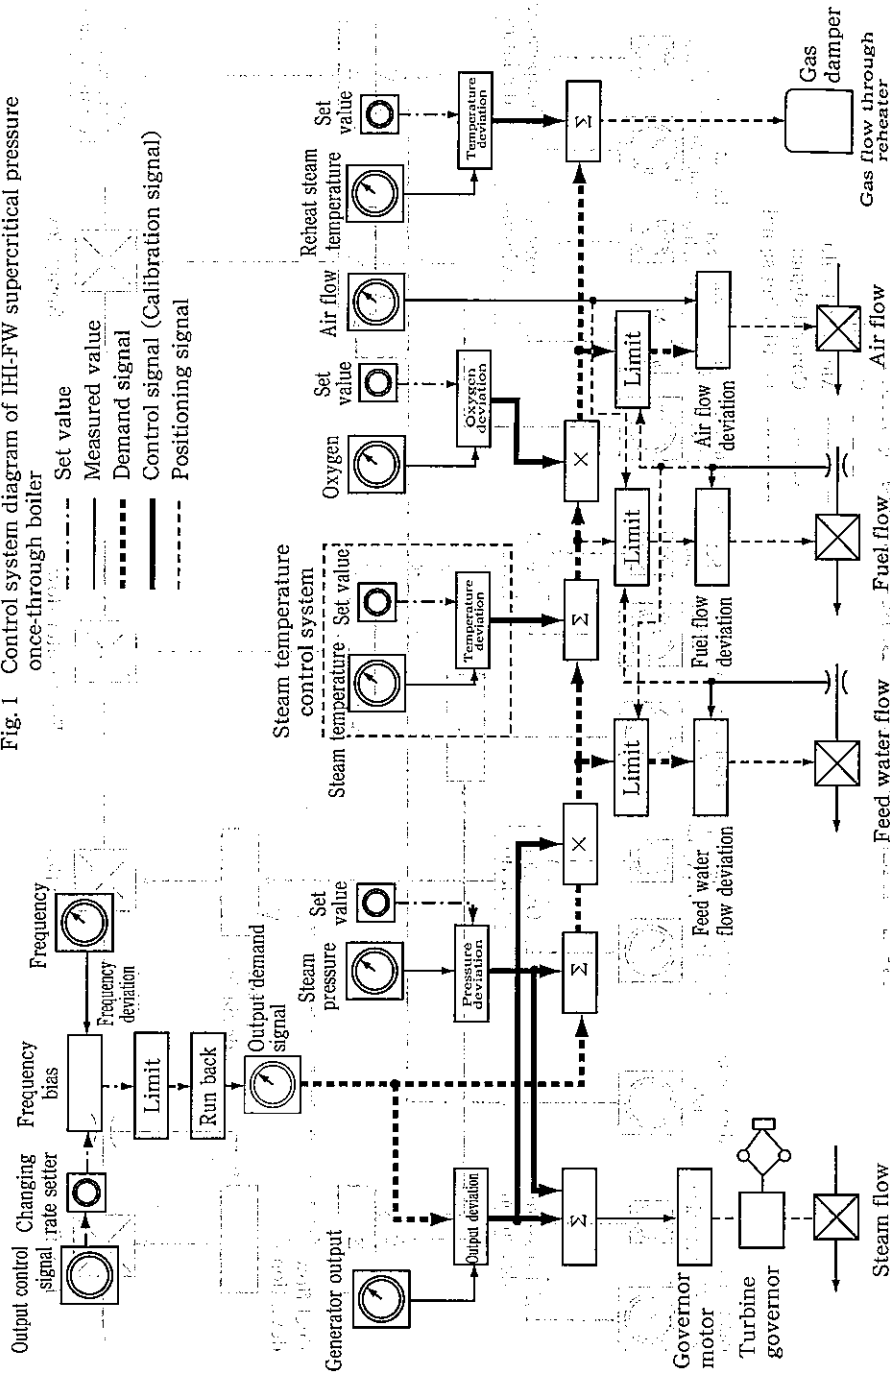 Fig. 1 Control system diagram of IHI-FW supercritical pressure
once-through boiler
Set value
Measured value
Demand signal
Control signal (Calibration signal)
Positioning signal
Output control
signal
Changing
rate setter
Frequency
bias
Frequency
Frequency
deviation
Limit
Run back
Output demand
signal
Generator output
Output deviation
Σ
Governor
motor
Turbine
governor
Steam flow
Steam
pressure
Set
value
Pressure
deviation
Σ
×
Limit
Feed water
flow deviation
Feed water flow
Steam temperature
control system
Steam temperature
Set value
Temperature
deviation
Σ
Limit
Fuel flow
deviation
Fuel flow
Oxygen
Set
value
Oxygen
deviation
×
Air flow
Limit
Air flow
deviation
Air flow
Reheat steam
temperature
Set
value
Temperature
deviation
Σ
Gas
damper
Gas flow through
reheater